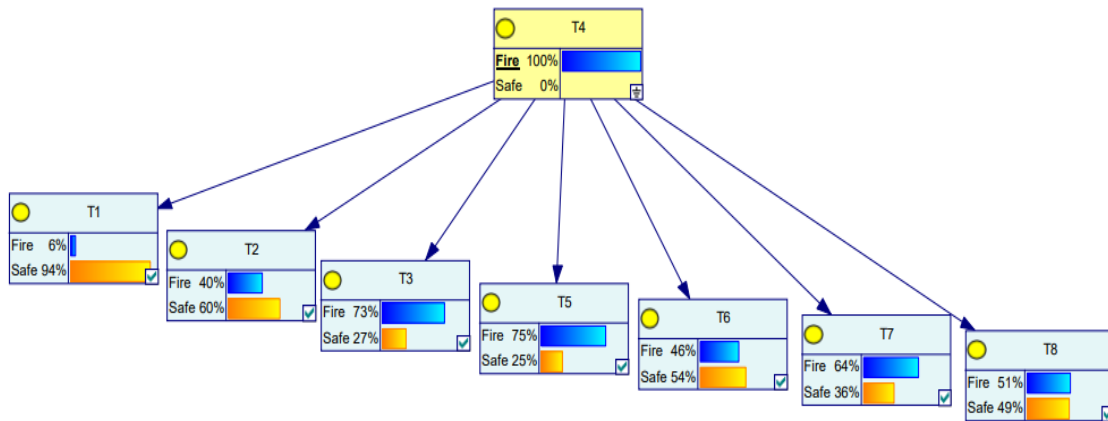 T4
Fire 100%
Safe 0%
T1
Fire 6%
Safe 94%
T2
Fire 40%
Safe 60%
T3
Fire 73%
Safe 27%
T5
Fire 75%
Safe 25%
T6
Fire 46%
Safe 54%
T7
Fire 64%
Safe 36%
T8
Fire 51%
Safe 49%